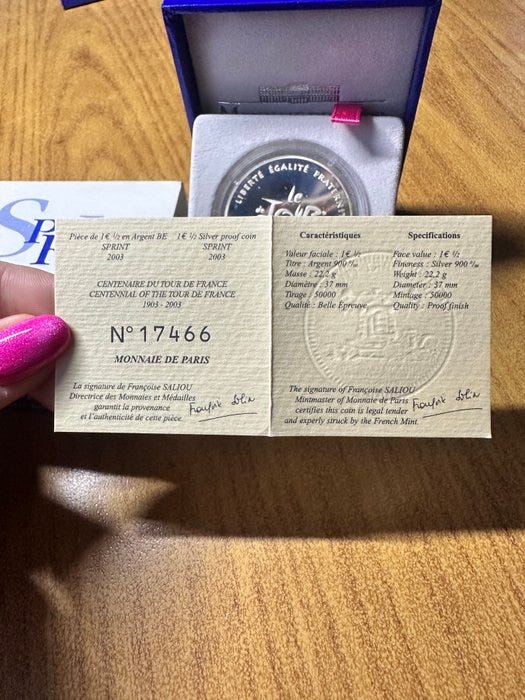 LIBERTÉ ÉGALITÉ FRATERNITÉ
le
TOUR
Pièce de 1€ ½ en Argent BE
SPRINT
2003
1€ ½ Silver proof coin
SPRINT
2003
CENTENAIRE DU TOUR DE FRANCE
CENTENNIAL OF THE TOUR DE FRANCE
1903 - 2003
N° 17466
MONNAIE DE PARIS
La signature de Françoise SALIOU
Directrice des Monnaies et Médailles
garantit la provenance
et l'authenticité de cette pièce.
Caractéristiques
Valeur faciale : 1€ ½
Titre : Argent 900 ‰
Masse : 22,2 g
Diamètre : 37 mm
Tirage : 50000
Qualité : Belle Épreuve
Specifications
Face value : 1€ ½
Fineness : Silver 900 ‰
Weight : 22,2 g
Diameter : 37 mm
Mintage : 50000
Quality : Proof finish
The signature of Françoise SALIOU
Mintmaster of Monnaie de Paris
certifies this coin is legal tender
and experly struck by the French Mint.